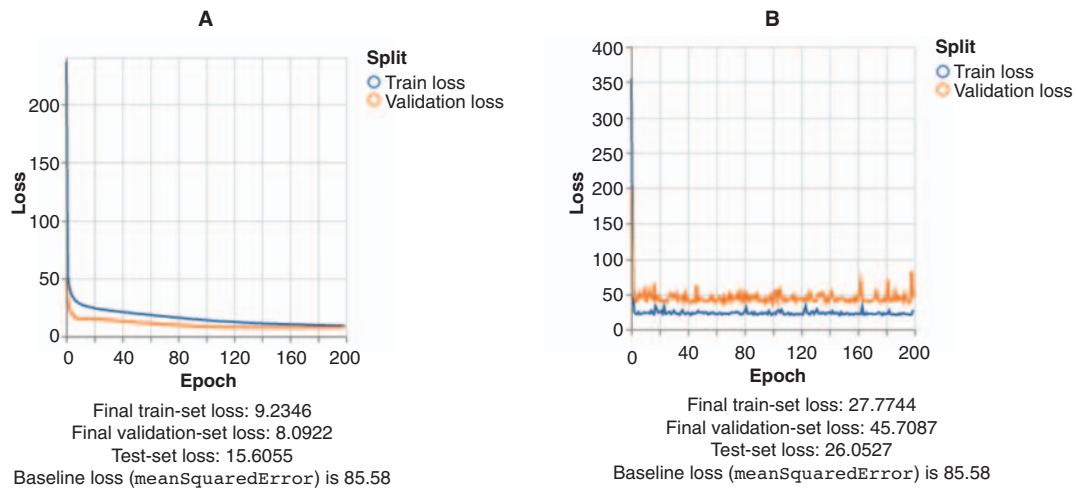 A
Split
Train loss
Validation loss
200
150
100
50
0
Loss
0 40 80 120 160 200
Epoch
Final train-set loss: 9.2346
Final validation-set loss: 8.0922
Test-set loss: 15.6055
Baseline loss (meanSquaredError) is 85.58
B
Split
Train loss
Validation loss
400
350
300
250
200
150
100
50
0
Loss
0 40 80 120 160 200
Epoch
Final train-set loss: 27.7744
Final validation-set loss: 45.7087
Test-set loss: 26.0527
Baseline loss (meanSquaredError) is 85.58